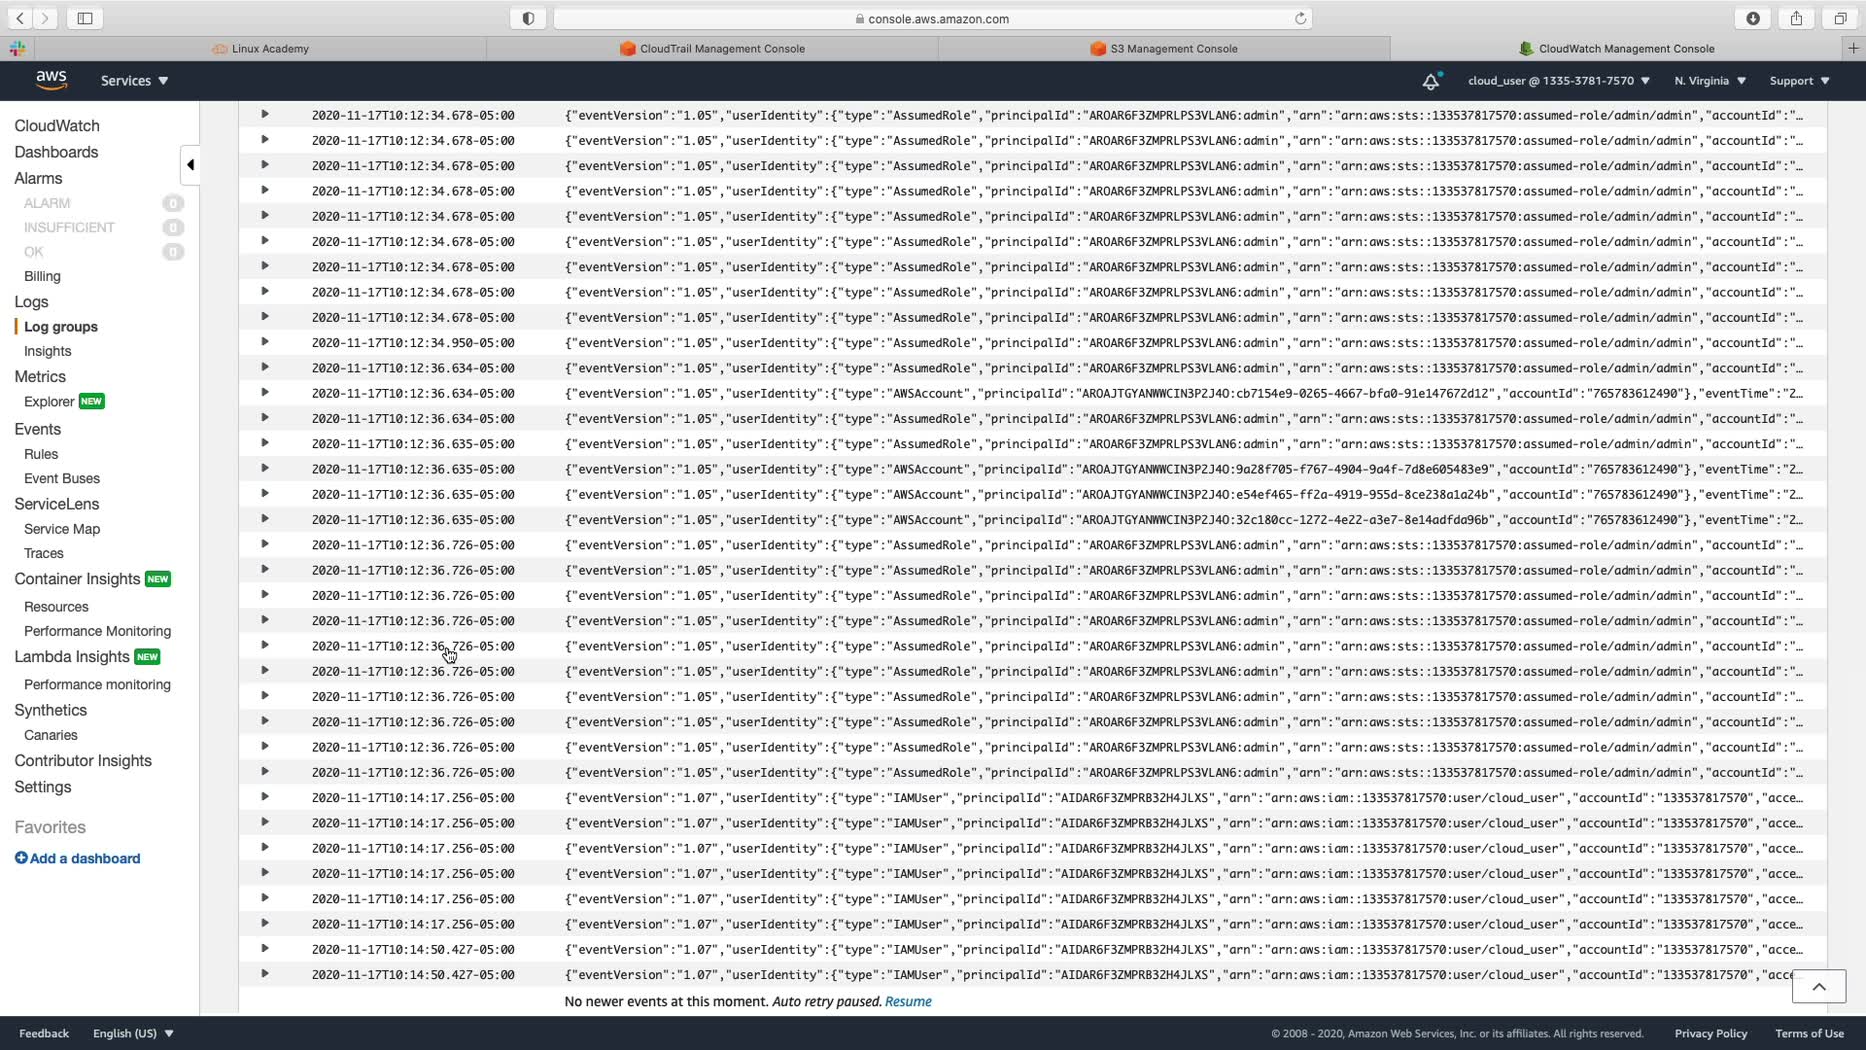 console.aws.amazon.com
Linux Academy
CloudTrail Management Console
S3 Management Console
CloudWatch Management Console
aws
Services
cloud_user @ 1335-3781-7570
N. Virginia
Support
CloudWatch
Dashboards
Alarms
ALARM 0
INSUFFICIENT 0
OK 0
Billing
Logs
Log groups
Insights
Metrics
Explorer NEW
Events
Rules
Event Buses
ServiceLens
Service Map
Traces
Container Insights NEW
Resources
Performance Monitoring
Lambda Insights NEW
Performance monitoring
Synthetics
Canaries
Contributor Insights
Settings
Favorites
Add a dashboard
2020-11-17T10:12:34.678-05:00 {"eventVersion":"1.05","userIdentity":{"type":"AssumedRole","principalId":"AROAR6F3ZMPRLPS3VLAN6:admin","arn":"arn:aws:sts::133537817570:assumed-role/admin/admin","accountId":"…
2020-11-17T10:12:34.678-05:00 {"eventVersion":"1.05","userIdentity":{"type":"AssumedRole","principalId":"AROAR6F3ZMPRLPS3VLAN6:admin","arn":"arn:aws:sts::133537817570:assumed-role/admin/admin","accountId":"…
2020-11-17T10:12:34.678-05:00 {"eventVersion":"1.05","userIdentity":{"type":"AssumedRole","principalId":"AROAR6F3ZMPRLPS3VLAN6:admin","arn":"arn:aws:sts::133537817570:assumed-role/admin/admin","accountId":"…
2020-11-17T10:12:34.678-05:00 {"eventVersion":"1.05","userIdentity":{"type":"AssumedRole","principalId":"AROAR6F3ZMPRLPS3VLAN6:admin","arn":"arn:aws:sts::133537817570:assumed-role/admin/admin","accountId":"…
2020-11-17T10:12:34.678-05:00 {"eventVersion":"1.05","userIdentity":{"type":"AssumedRole","principalId":"AROAR6F3ZMPRLPS3VLAN6:admin","arn":"arn:aws:sts::133537817570:assumed-role/admin/admin","accountId":"…
2020-11-17T10:12:34.678-05:00 {"eventVersion":"1.05","userIdentity":{"type":"AssumedRole","principalId":"AROAR6F3ZMPRLPS3VLAN6:admin","arn":"arn:aws:sts::133537817570:assumed-role/admin/admin","accountId":"…
2020-11-17T10:12:34.678-05:00 {"eventVersion":"1.05","userIdentity":{"type":"AssumedRole","principalId":"AROAR6F3ZMPRLPS3VLAN6:admin","arn":"arn:aws:sts::133537817570:assumed-role/admin/admin","accountId":"…
2020-11-17T10:12:34.678-05:00 {"eventVersion":"1.05","userIdentity":{"type":"AssumedRole","principalId":"AROAR6F3ZMPRLPS3VLAN6:admin","arn":"arn:aws:sts::133537817570:assumed-role/admin/admin","accountId":"…
2020-11-17T10:12:34.678-05:00 {"eventVersion":"1.05","userIdentity":{"type":"AssumedRole","principalId":"AROAR6F3ZMPRLPS3VLAN6:admin","arn":"arn:aws:sts::133537817570:assumed-role/admin/admin","accountId":"…
2020-11-17T10:12:34.950-05:00 {"eventVersion":"1.05","userIdentity":{"type":"AssumedRole","principalId":"AROAR6F3ZMPRLPS3VLAN6:admin","arn":"arn:aws:sts::133537817570:assumed-role/admin/admin","accountId":"…
2020-11-17T10:12:36.634-05:00 {"eventVersion":"1.05","userIdentity":{"type":"AssumedRole","principalId":"AROAR6F3ZMPRLPS3VLAN6:admin","arn":"arn:aws:sts::133537817570:assumed-role/admin/admin","accountId":"…
2020-11-17T10:12:36.634-05:00 {"eventVersion":"1.05","userIdentity":{"type":"AWSAccount","principalId":"AROAJTGYANWWCIN3P2J4O:cb7154e9-0265-4667-bfa0-91e147672d12","accountId":"765783612490"},"eventTime":"2…
2020-11-17T10:12:36.634-05:00 {"eventVersion":"1.05","userIdentity":{"type":"AssumedRole","principalId":"AROAR6F3ZMPRLPS3VLAN6:admin","arn":"arn:aws:sts::133537817570:assumed-role/admin/admin","accountId":"…
2020-11-17T10:12:36.635-05:00 {"eventVersion":"1.05","userIdentity":{"type":"AssumedRole","principalId":"AROAR6F3ZMPRLPS3VLAN6:admin","arn":"arn:aws:sts::133537817570:assumed-role/admin/admin","accountId":"…
2020-11-17T10:12:36.635-05:00 {"eventVersion":"1.05","userIdentity":{"type":"AWSAccount","principalId":"AROAJTGYANWWCIN3P2J4O:9a28f705-f767-4904-9a4f-7d8e605483e9","accountId":"765783612490"},"eventTime":"2…
2020-11-17T10:12:36.635-05:00 {"eventVersion":"1.05","userIdentity":{"type":"AWSAccount","principalId":"AROAJTGYANWWCIN3P2J4O:e54ef465-ff2a-4919-955d-8ce238a1a24b","accountId":"765783612490"},"eventTime":"2…
2020-11-17T10:12:36.635-05:00 {"eventVersion":"1.05","userIdentity":{"type":"AWSAccount","principalId":"AROAJTGYANWWCIN3P2J4O:32c180cc-1272-4e22-a3e7-8e14adfda96b","accountId":"765783612490"},"eventTime":"2…
2020-11-17T10:12:36.726-05:00 {"eventVersion":"1.05","userIdentity":{"type":"AssumedRole","principalId":"AROAR6F3ZMPRLPS3VLAN6:admin","arn":"arn:aws:sts::133537817570:assumed-role/admin/admin","accountId":"…
2020-11-17T10:12:36.726-05:00 {"eventVersion":"1.05","userIdentity":{"type":"AssumedRole","principalId":"AROAR6F3ZMPRLPS3VLAN6:admin","arn":"arn:aws:sts::133537817570:assumed-role/admin/admin","accountId":"…
2020-11-17T10:12:36.726-05:00 {"eventVersion":"1.05","userIdentity":{"type":"AssumedRole","principalId":"AROAR6F3ZMPRLPS3VLAN6:admin","arn":"arn:aws:sts::133537817570:assumed-role/admin/admin","accountId":"…
2020-11-17T10:12:36.726-05:00 {"eventVersion":"1.05","userIdentity":{"type":"AssumedRole","principalId":"AROAR6F3ZMPRLPS3VLAN6:admin","arn":"arn:aws:sts::133537817570:assumed-role/admin/admin","accountId":"…
2020-11-17T10:12:36.726-05:00 {"eventVersion":"1.05","userIdentity":{"type":"AssumedRole","principalId":"AROAR6F3ZMPRLPS3VLAN6:admin","arn":"arn:aws:sts::133537817570:assumed-role/admin/admin","accountId":"…
2020-11-17T10:12:36.726-05:00 {"eventVersion":"1.05","userIdentity":{"type":"AssumedRole","principalId":"AROAR6F3ZMPRLPS3VLAN6:admin","arn":"arn:aws:sts::133537817570:assumed-role/admin/admin","accountId":"…
2020-11-17T10:12:36.726-05:00 {"eventVersion":"1.05","userIdentity":{"type":"AssumedRole","principalId":"AROAR6F3ZMPRLPS3VLAN6:admin","arn":"arn:aws:sts::133537817570:assumed-role/admin/admin","accountId":"…
2020-11-17T10:12:36.726-05:00 {"eventVersion":"1.05","userIdentity":{"type":"AssumedRole","principalId":"AROAR6F3ZMPRLPS3VLAN6:admin","arn":"arn:aws:sts::133537817570:assumed-role/admin/admin","accountId":"…
2020-11-17T10:12:36.726-05:00 {"eventVersion":"1.05","userIdentity":{"type":"AssumedRole","principalId":"AROAR6F3ZMPRLPS3VLAN6:admin","arn":"arn:aws:sts::133537817570:assumed-role/admin/admin","accountId":"…
2020-11-17T10:12:36.726-05:00 {"eventVersion":"1.05","userIdentity":{"type":"AssumedRole","principalId":"AROAR6F3ZMPRLPS3VLAN6:admin","arn":"arn:aws:sts::133537817570:assumed-role/admin/admin","accountId":"…
2020-11-17T10:14:17.256-05:00 {"eventVersion":"1.07","userIdentity":{"type":"IAMUser","principalId":"AIDAR6F3ZMPRB32H4JLXS","arn":"arn:aws:iam::133537817570:user/cloud_user","accountId":"133537817570","acce…
2020-11-17T10:14:17.256-05:00 {"eventVersion":"1.07","userIdentity":{"type":"IAMUser","principalId":"AIDAR6F3ZMPRB32H4JLXS","arn":"arn:aws:iam::133537817570:user/cloud_user","accountId":"133537817570","acce…
2020-11-17T10:14:17.256-05:00 {"eventVersion":"1.07","userIdentity":{"type":"IAMUser","principalId":"AIDAR6F3ZMPRB32H4JLXS","arn":"arn:aws:iam::133537817570:user/cloud_user","accountId":"133537817570","acce…
2020-11-17T10:14:17.256-05:00 {"eventVersion":"1.07","userIdentity":{"type":"IAMUser","principalId":"AIDAR6F3ZMPRB32H4JLXS","arn":"arn:aws:iam::133537817570:user/cloud_user","accountId":"133537817570","acce…
2020-11-17T10:14:17.256-05:00 {"eventVersion":"1.07","userIdentity":{"type":"IAMUser","principalId":"AIDAR6F3ZMPRB32H4JLXS","arn":"arn:aws:iam::133537817570:user/cloud_user","accountId":"133537817570","acce…
2020-11-17T10:14:17.256-05:00 {"eventVersion":"1.07","userIdentity":{"type":"IAMUser","principalId":"AIDAR6F3ZMPRB32H4JLXS","arn":"arn:aws:iam::133537817570:user/cloud_user","accountId":"133537817570","acce…
2020-11-17T10:14:50.427-05:00 {"eventVersion":"1.07","userIdentity":{"type":"IAMUser","principalId":"AIDAR6F3ZMPRB32H4JLXS","arn":"arn:aws:iam::133537817570:user/cloud_user","accountId":"133537817570","acce…
2020-11-17T10:14:50.427-05:00 {"eventVersion":"1.07","userIdentity":{"type":"IAMUser","principalId":"AIDAR6F3ZMPRB32H4JLXS","arn":"arn:aws:iam::133537817570:user/cloud_user","accountId":"133537817570","acce
No newer events at this moment. Auto retry paused. Resume
Feedback
English (US)
© 2008 - 2020, Amazon Web Services, Inc. or its affiliates. All rights reserved.
Privacy Policy
Terms of Use